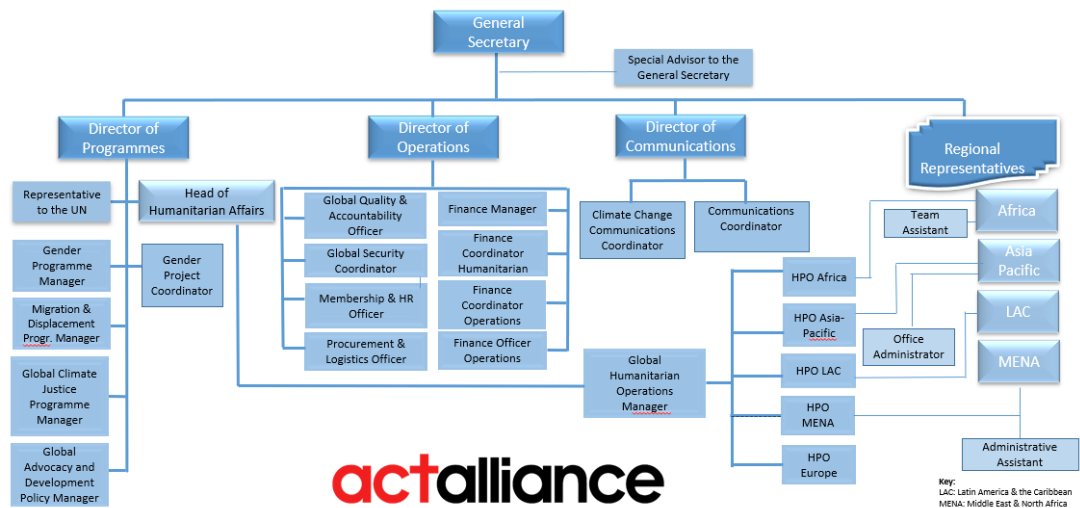 General
Secretary
Special Advisor to the
General Secretary
Director of
Programmes
Director of
Operations
Director of
Communications
Regional
Representatives
Representative
to the UN
Head of
Humanitarian Affairs
Gender
Programme
Manager
Gender
Project
Coordinator
Migration &
Displacement
Progr. Manager
Global Climate
Justice
Programme
Manager
Global
Advocacy and
Development
Policy Manager
Global Quality &
Accountability
Officer
Global Security
Coordinator
Membership & HR
Officer
Procurement &
Logistics Officer
Finance Manager
Finance
Coordinator
Humanitarian
Finance
Coordinator
Operations
Finance Officer
Operations
Climate Change
Communications
Coordinator
Communications
Coordinator
Global
Humanitarian
Operations
Manager
HPO Africa
HPO Asia-
Pacific
HPO LAC
HPO
MENA
HPO
Europe
Africa
Team
Assistant
Asia
Pacific
LAC
Office
Administrator
MENA
Administrative
Assistant
actalliance
Key:
LAC: Latin America & the Caribbean
MENA: Middle East & North Africa